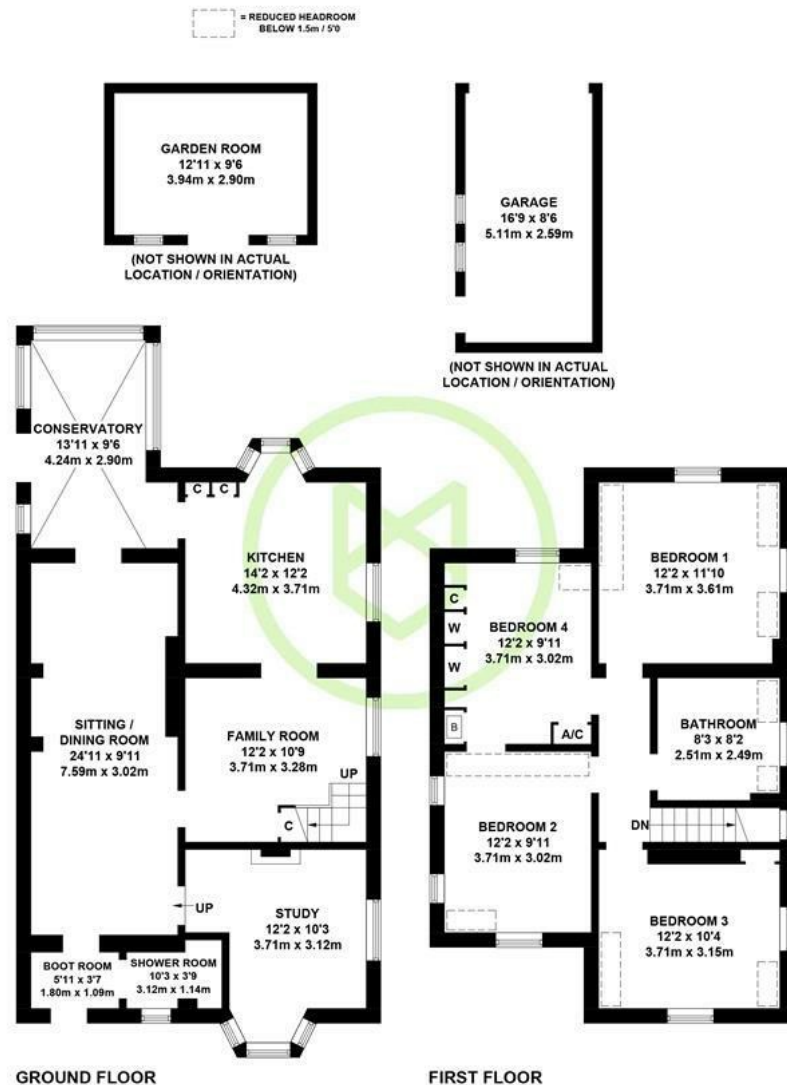 = REDUCED HEADROOM
BELOW 1.5m / 5'0
GARDEN ROOM
12'11 x 9'6
3.94m x 2.90m
(NOT SHOWN IN ACTUAL
LOCATION / ORIENTATION)
GARAGE
16'9 x 8'6
5.11m x 2.59m
(NOT SHOWN IN ACTUAL
LOCATION / ORIENTATION)
CONSERVATORY
13'11 x 9'6
4.24m x 2.90m
C
C
KITCHEN
14'2 x 12'2
4.32m x 3.71m
SITTING /
DINING ROOM
24'11 x 9'11
7.59m x 3.02m
FAMILY ROOM
12'2 x 10'9
3.71m x 3.28m
UP
C
UP
STUDY
12'2 x 10'3
3.71m x 3.12m
BOOT ROOM
5'11 x 3'7
1.80m x 1.09m
SHOWER ROOM
10'3 x 3'9
3.12m x 1.14m
GROUND FLOOR
BEDROOM 1
12'2 x 11'10
3.71m x 3.61m
C
W
W
B
BEDROOM 4
12'2 x 9'11
3.71m x 3.02m
A/C
BATHROOM
8'3 x 8'2
2.51m x 2.49m
BEDROOM 2
12'2 x 9'11
3.71m x 3.02m
DN
BEDROOM 3
12'2 x 10'4
3.71m x 3.15m
FIRST FLOOR